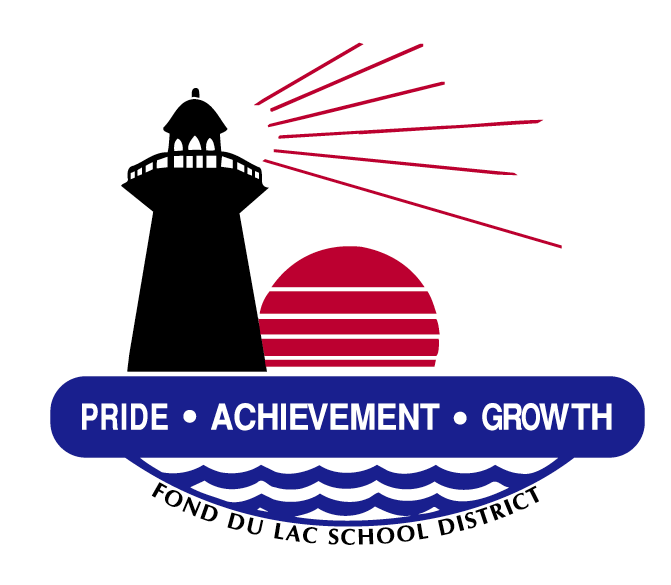 PRIDE • ACHIEVEMENT • GROWTH
FOND DU LAC SCHOOL DISTRICT